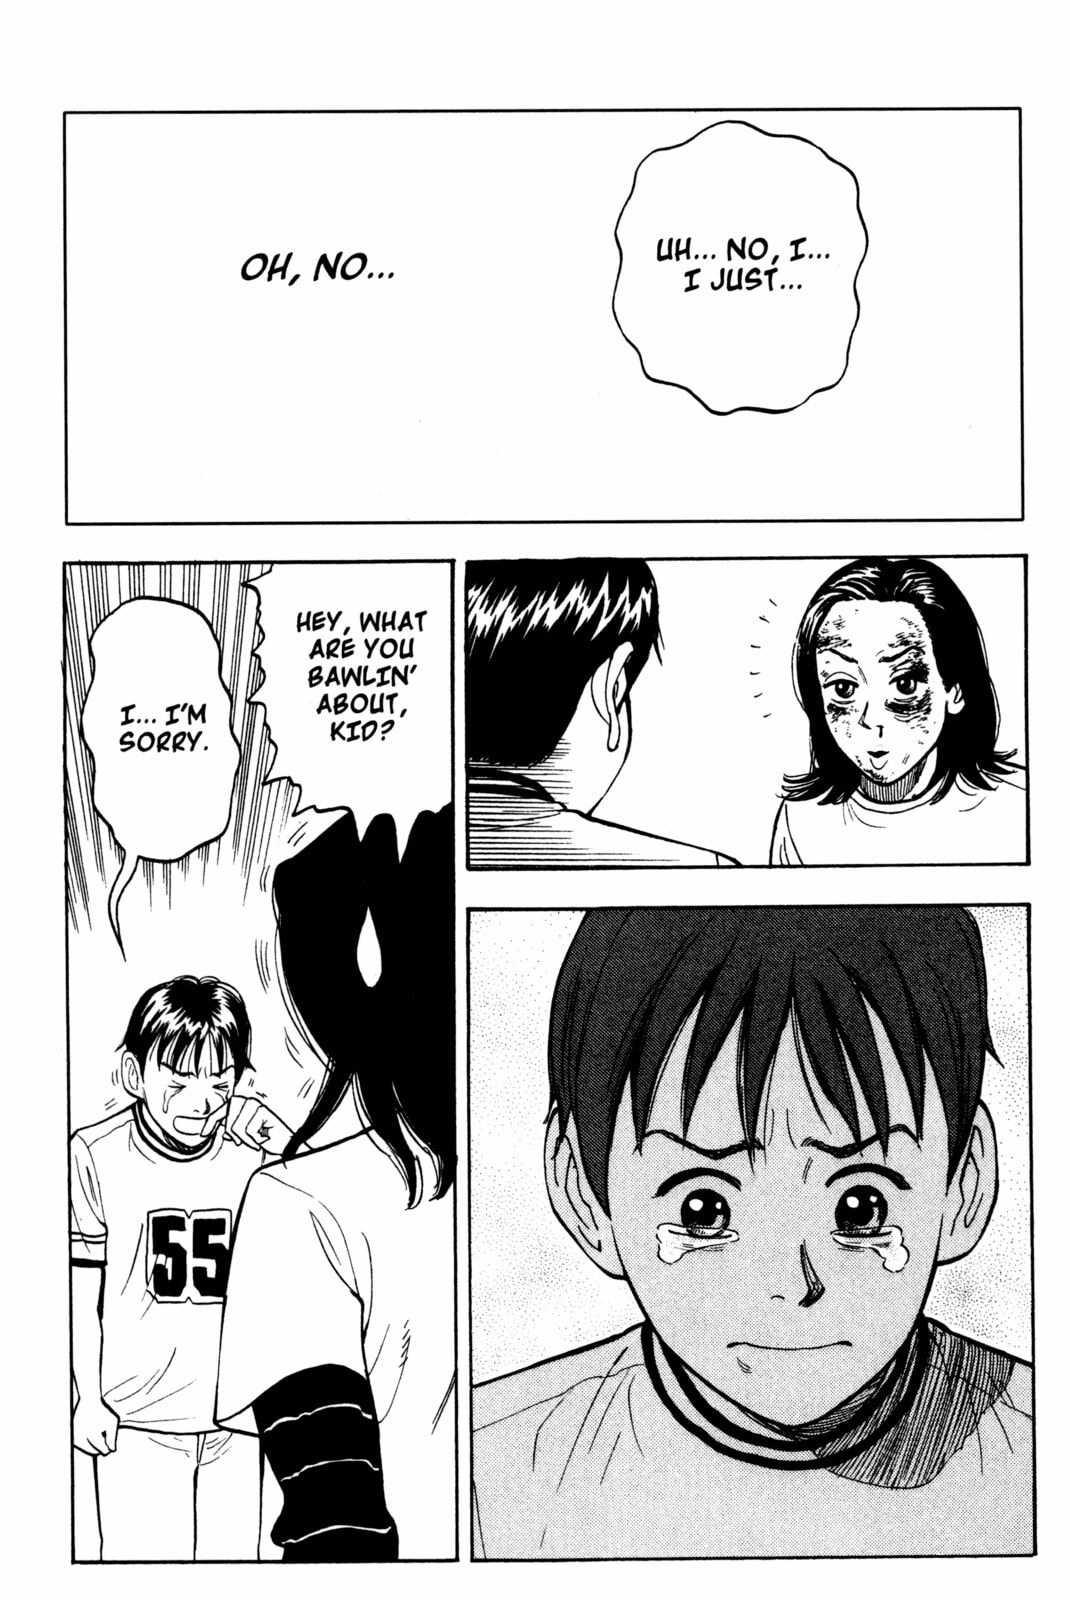 UH... NO, I...
I JUST...
OH, NO...
HEY, WHAT
ARE YOU
BAWLIN'
ABOUT,
KID?
I... I'M
SORRY.
55